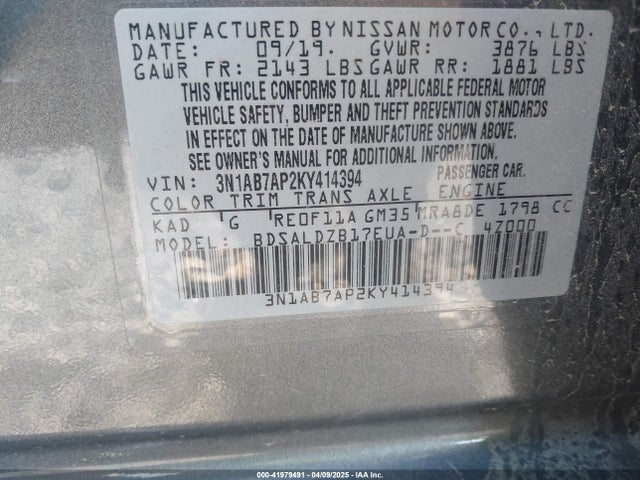 MANUFACTURED BY NISSAN MOTOR CO., LTD.
DATE: 09/19. GVWR: 3876 LBS
GAWR FR: 2143 LBS GAWR RR: 1881 LBS
THIS VEHICLE CONFORMS TO ALL APPLICABLE FEDERAL MOTOR
VEHICLE SAFETY, BUMPER AND THEFT PREVENTION STANDARDS
IN EFFECT ON THE DATE OF MANUFACTURE SHOWN ABOVE.
SEE OWNER'S MANUAL FOR ADDITIONAL INFORMATION.
VIN: 3N1AB7AP2KY414394 PASSENGER CAR.
COLOR TRIM TRANS AXLE ENGINE
KAD G RE0F11A GM35 MRA8DE 1798 CC
MODEL: BDSALDZB17EUA-D--C 4Z000
3N1AB7AP2KY414394
000-41979491 - 04/09/2025 - IAA Inc.